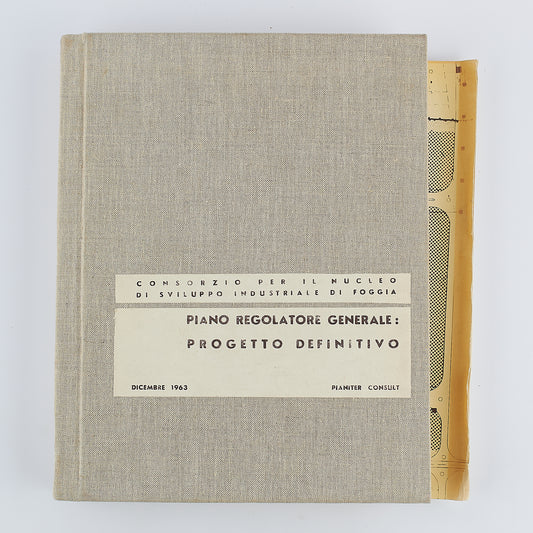 CONSORZIO PER IL NUCLEO
DI SVILUPPO INDUSTRIALE DI FOGGIA
PIANO REGOLATORE GENERALE:
PROGETTO DEFINITIVO
DICEMBRE 1963 PIANITER CONSULT